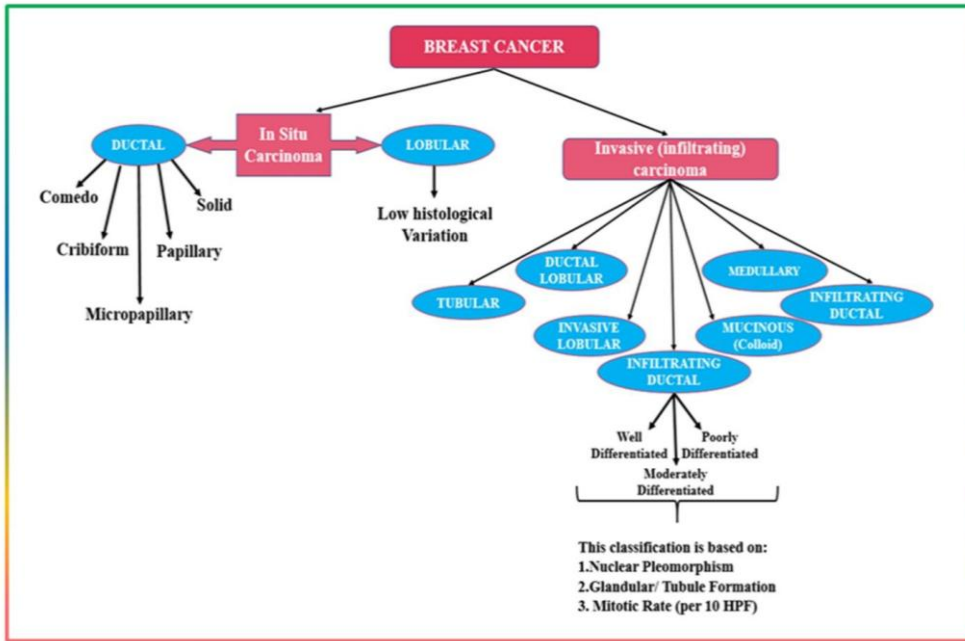 BREAST CANCER
In Situ
Carcinoma
DUCTAL
LOBULAR
Invasive (infiltrating)
carcinoma
Comedo
Solid
Cribiform
Papillary
Micropapillary
Low histological
Variation
DUCTAL
LOBULAR
MEDULLARY
TUBULAR
INFILTRATING
DUCTAL
INVASIVE
LOBULAR
MUCINOUS
(Colloid)
INFILTRATING
DUCTAL
Well
Differentiated
Poorly
Differentiated
Moderately
Differentiated
This classification is based on:
1.Nuclear Pleomorphism
2.Glandular/ Tubule Formation
3. Mitotic Rate (per 10 HPF)